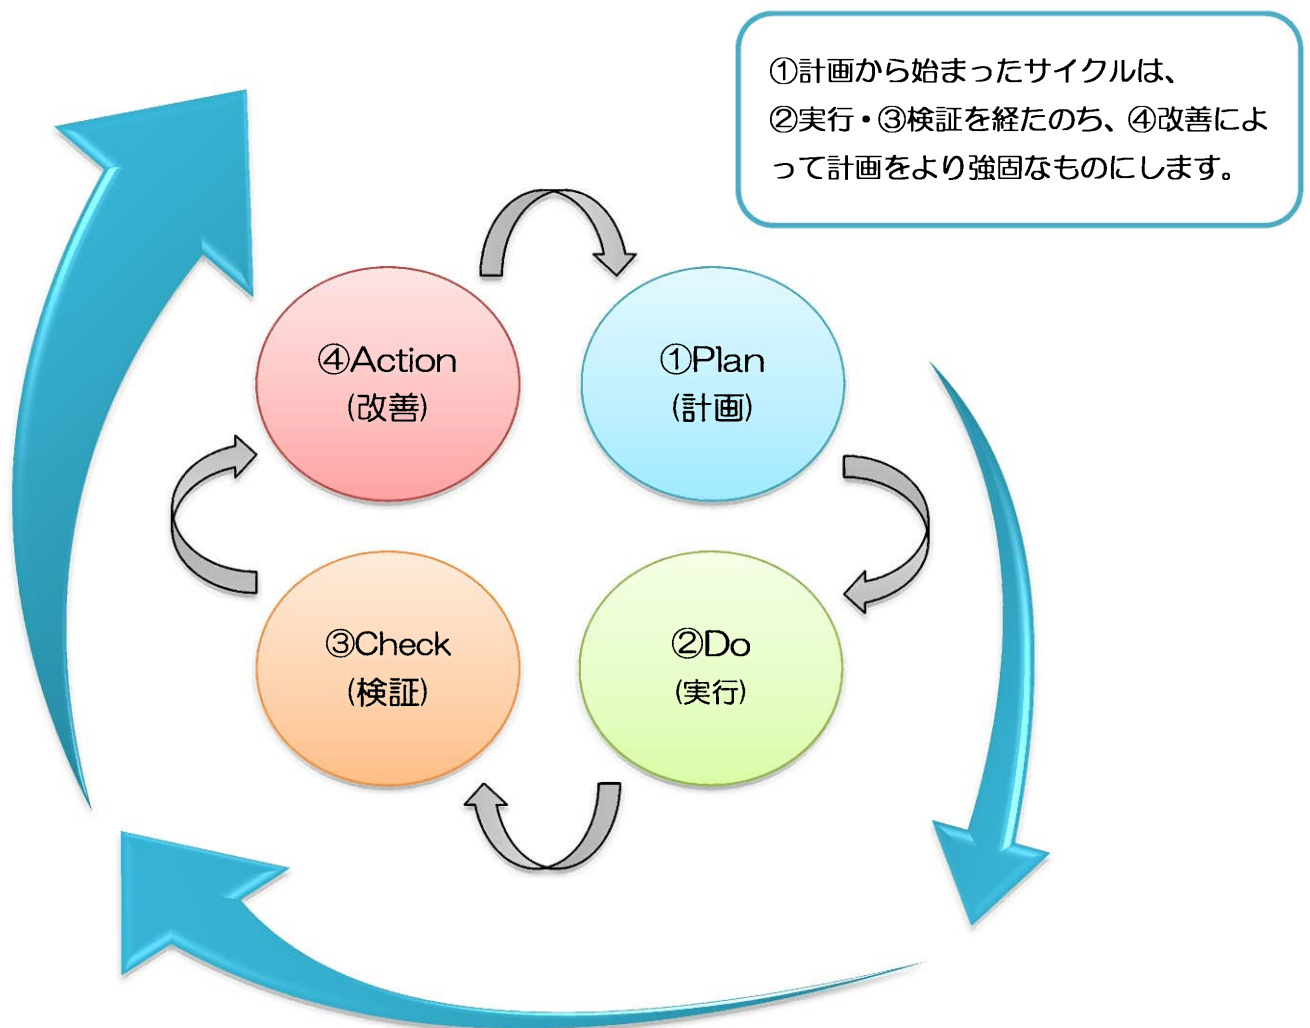 ①計画から始まったサイクルは、
②実行・③検証を経たのち、④改善によ
って計画をより強固なものにします。
④Action
(改善)
①Plan
(計画)
③Check
(検証)
②Do
(実行)